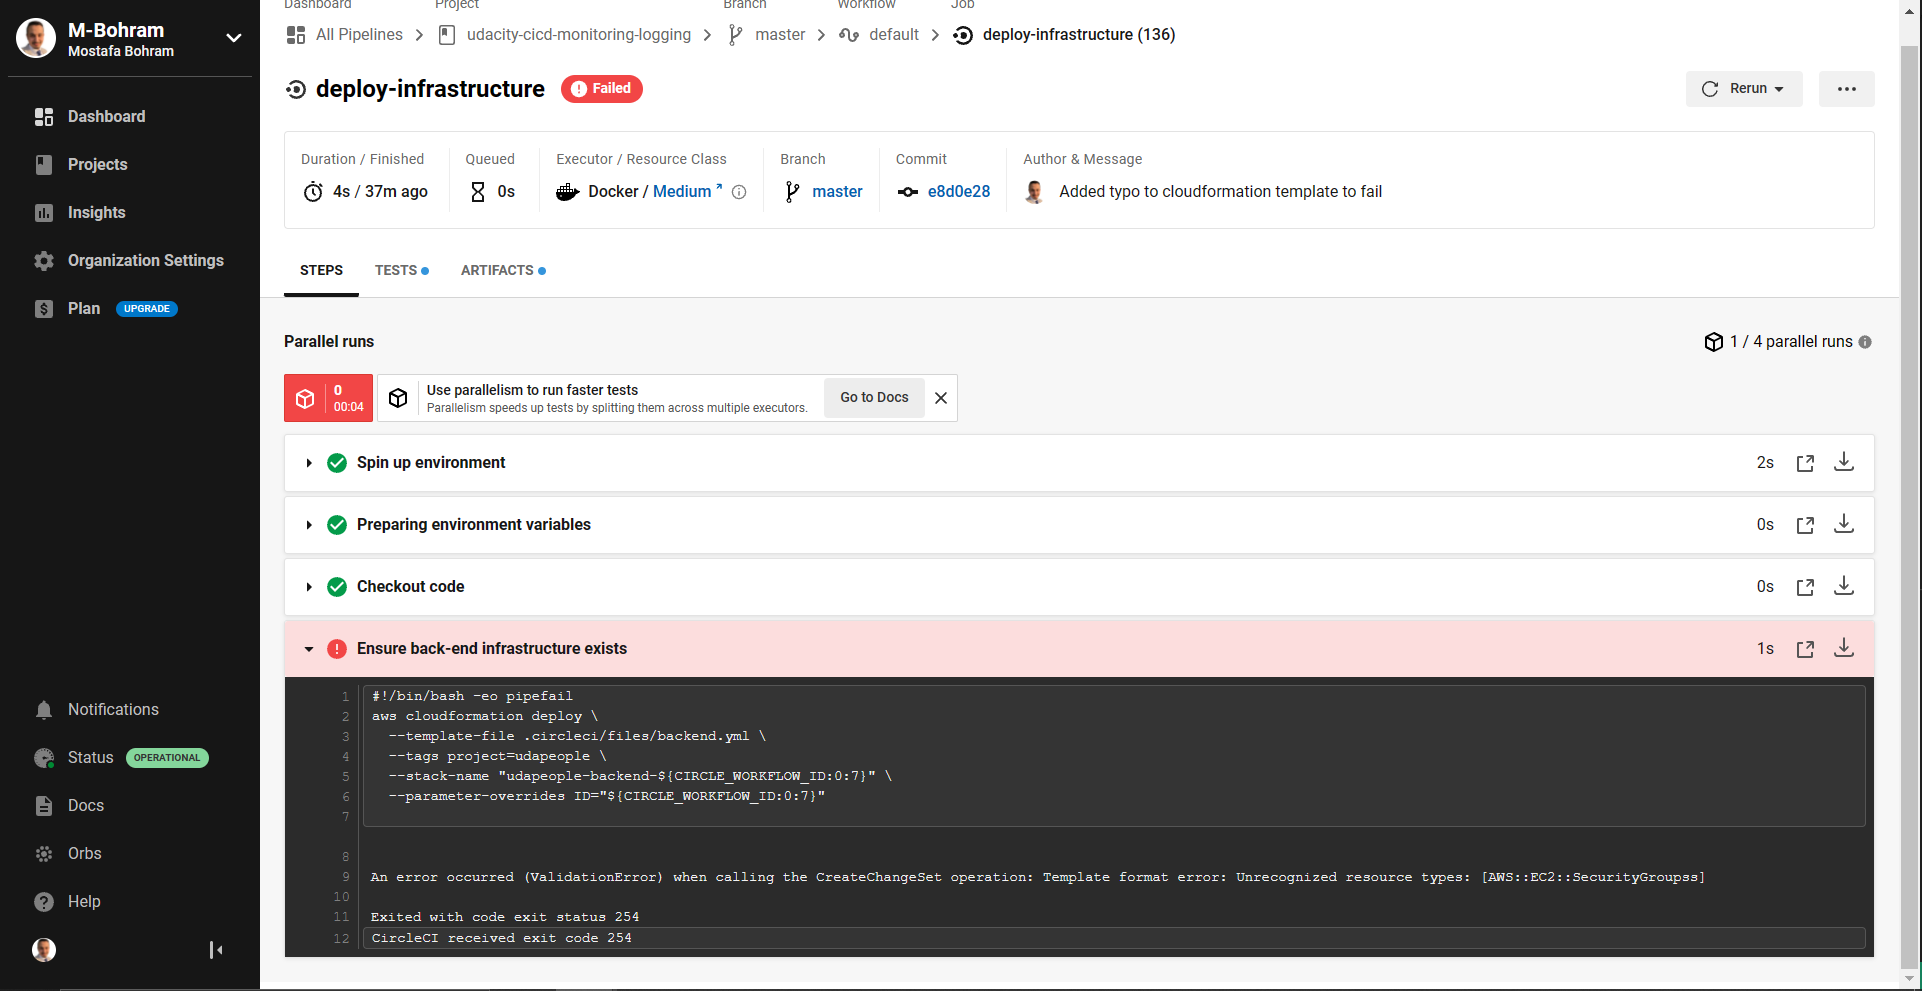 M-Bohram
Mostafa Bohram
Dashboard
Projects
Insights
Organization Settings
Plan UPGRADE
Notifications
Status OPERATIONAL
Docs
Orbs
Help
Dashboard Project Branch Workflow Job
All Pipelines udacity-cicd-monitoring-logging master default deploy-infrastructure (136)
deploy-infrastructure Failed
Rerun
Duration / Finished Queued Executor / Resource Class Branch Commit Author & Message
4s / 37m ago 0s Docker / Medium master e8d0e28 Added typo to cloudformation template to fail
STEPS TESTS ARTIFACTS
Parallel runs 1 / 4 parallel runs
0
00:04
Use parallelism to run faster tests
Parallelism speeds up tests by splitting them across multiple executors.
Go to Docs
Spin up environment 2s
Preparing environment variables 0s
Checkout code 0s
Ensure back-end infrastructure exists 1s
1 #!/bin/bash -eo pipefail
2 aws cloudformation deploy \
3 --template-file .circleci/files/backend.yml \
4 --tags project=udapeople \
5 --stack-name "udapeople-backend-${CIRCLE_WORKFLOW_ID:0:7}" \
6 --parameter-overrides ID="${CIRCLE_WORKFLOW_ID:0:7}"
7
8
9 An error occurred (ValidationError) when calling the CreateChangeSet operation: Template format error: Unrecognized resource types: [AWS::EC2::SecurityGroupss]
10
11 Exited with code exit status 254
12 CircleCI received exit code 254